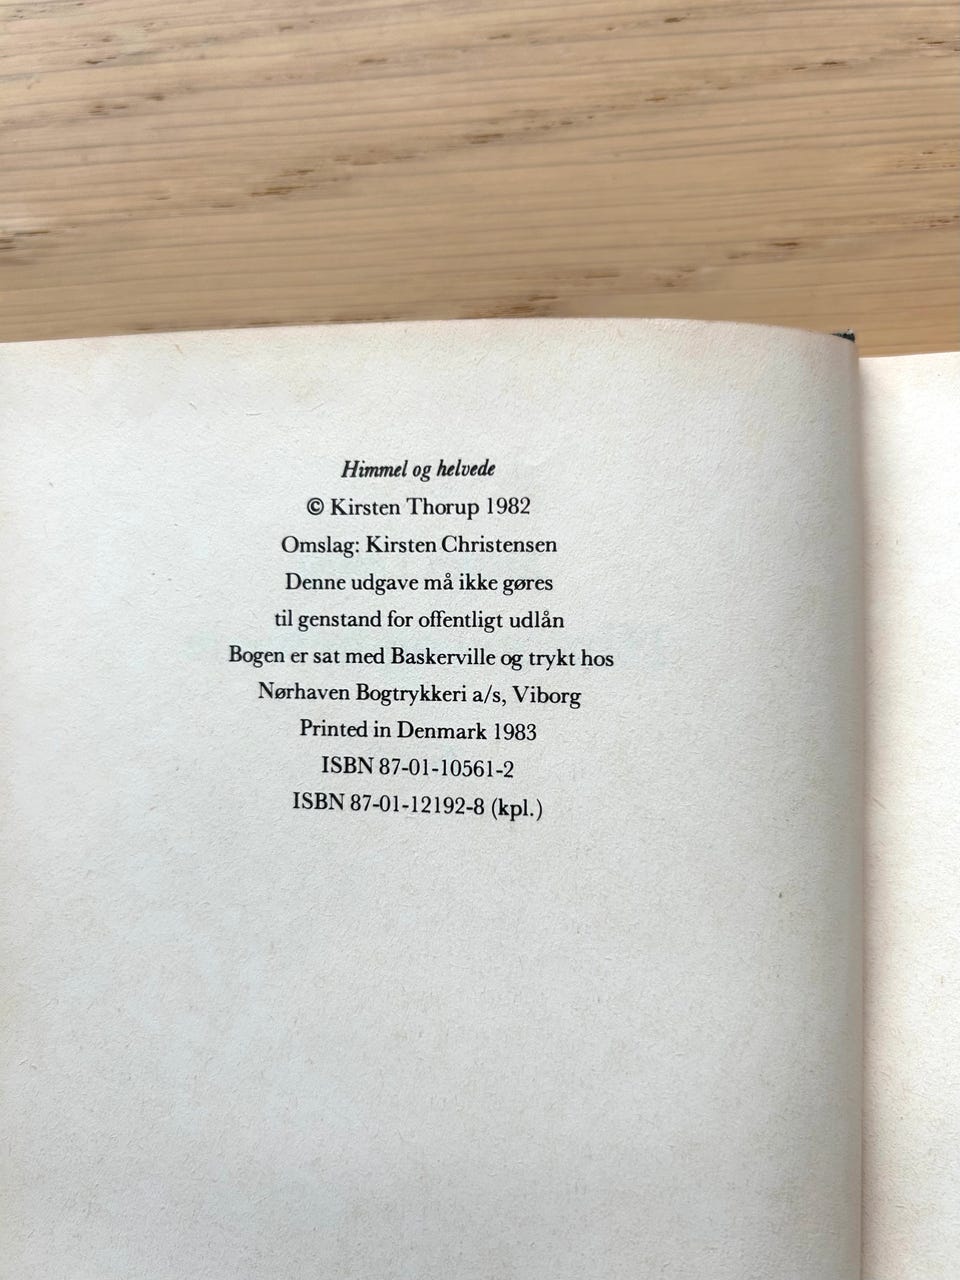 Himmel og helvede
© Kirsten Thorup 1982
Omslag: Kirsten Christensen
Denne udgave må ikke gøres
til genstand for offentligt udlån
Bogen er sat med Baskerville og trykt hos
Nørhaven Bogtrykkeri a/s, Viborg
Printed in Denmark 1983
ISBN 87-01-10561-2
ISBN 87-01-12192-8 (kpl.)